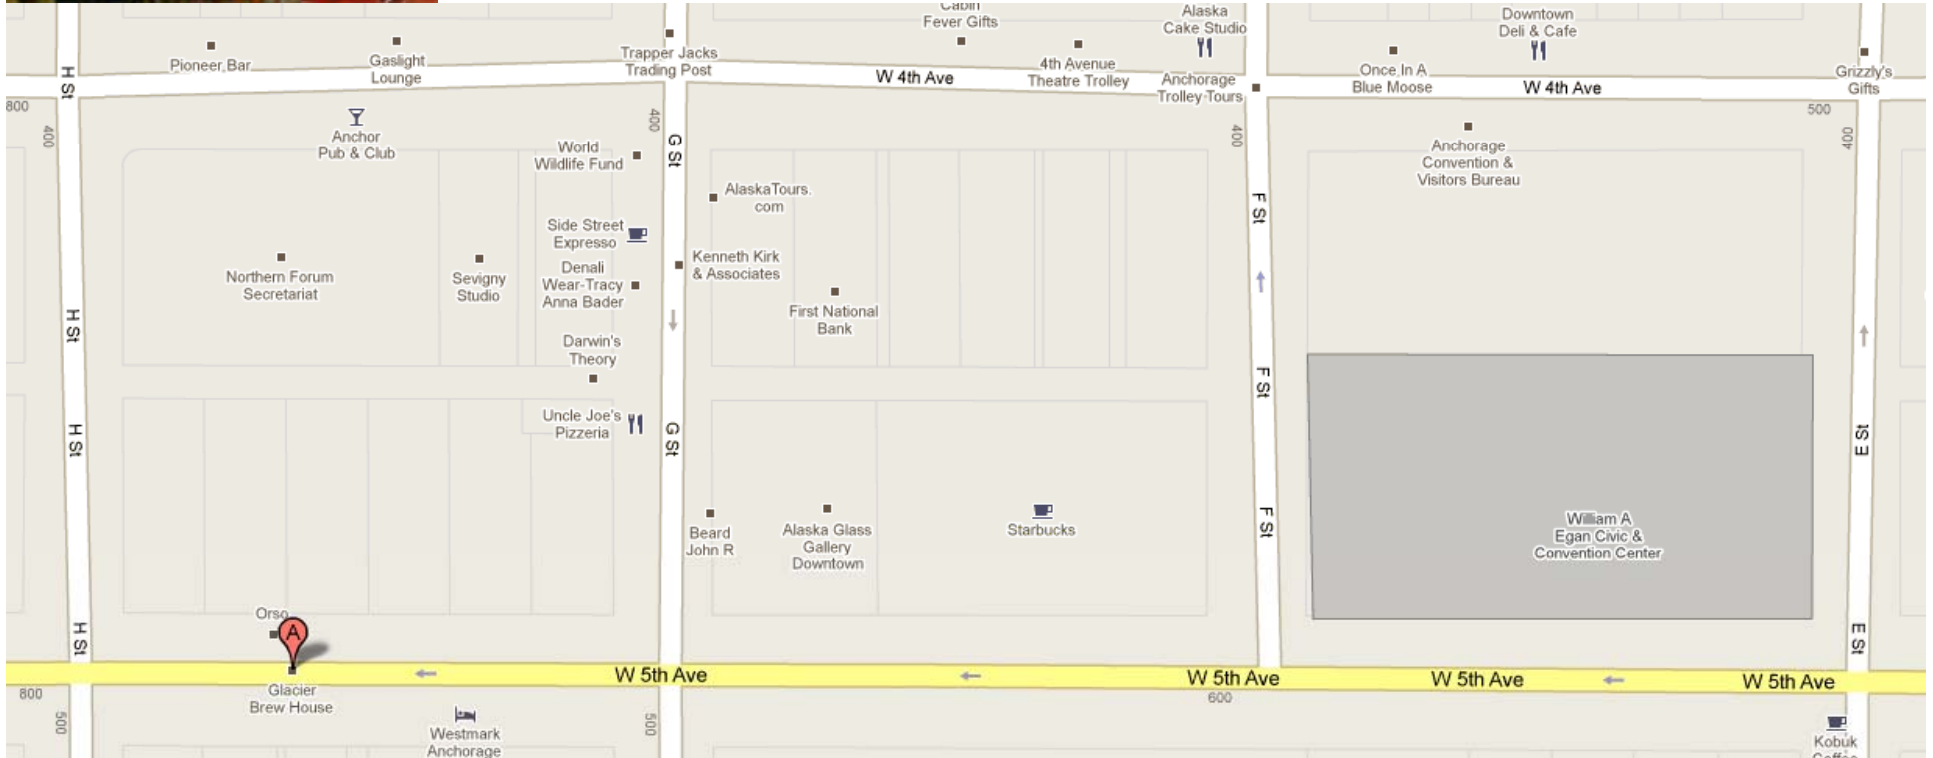 Cabin
Fever Gifts
Alaska
Cake Studio
Downtown
Deli & Cafe
Pioneer Bar
Gaslight
Lounge
Trapper Jacks
Trading Post
W 4th Ave
4th Avenue
Theatre Trolley
Anchorage
Trolley Tours
Once In A
Blue Moose
W 4th Ave
Grizzly's
Gifts
H St
800
400
Anchor
Pub & Club
400
G St
World
Wildlife Fund
400
500
400
Anchorage
Convention &
Visitors Bureau
AlaskaTours.
com
F St
Side Street
Expresso
Northern Forum
Secretariat
Sevigny
Studio
Denali
Wear-Tracy
Anna Bader
Kenneth Kirk
& Associates
First National
Bank
H St
Darwin's
Theory
F St
Uncle Joe's
Pizzeria
H St
G St
E St
Beard
John R
Alaska Glass
Gallery
Downtown
Starbucks
F St
William A
Egan Civic &
Convention Center
Orso
A
H St
E St
W 5th Ave
W 5th Ave
W 5th Ave
W 5th Ave
800
Glacier
Brew House
600
500
Westmark
Anchorage
500
Kobuk
Coffee